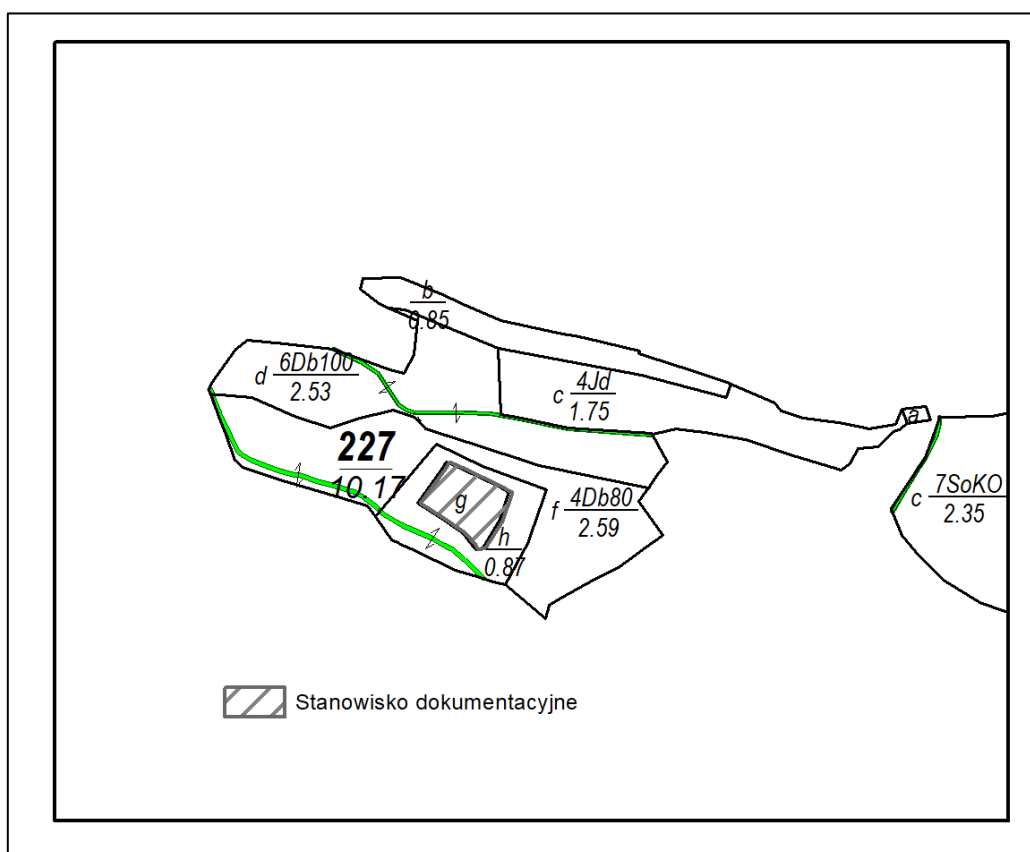 b
0.85
d 6Db100
2.53
c 4Jd
1.75
a
227
10.17
g
h
0.87
f 4Db80
2.59
c 7SoKO
2.35
Stanowisko dokumentacyjne